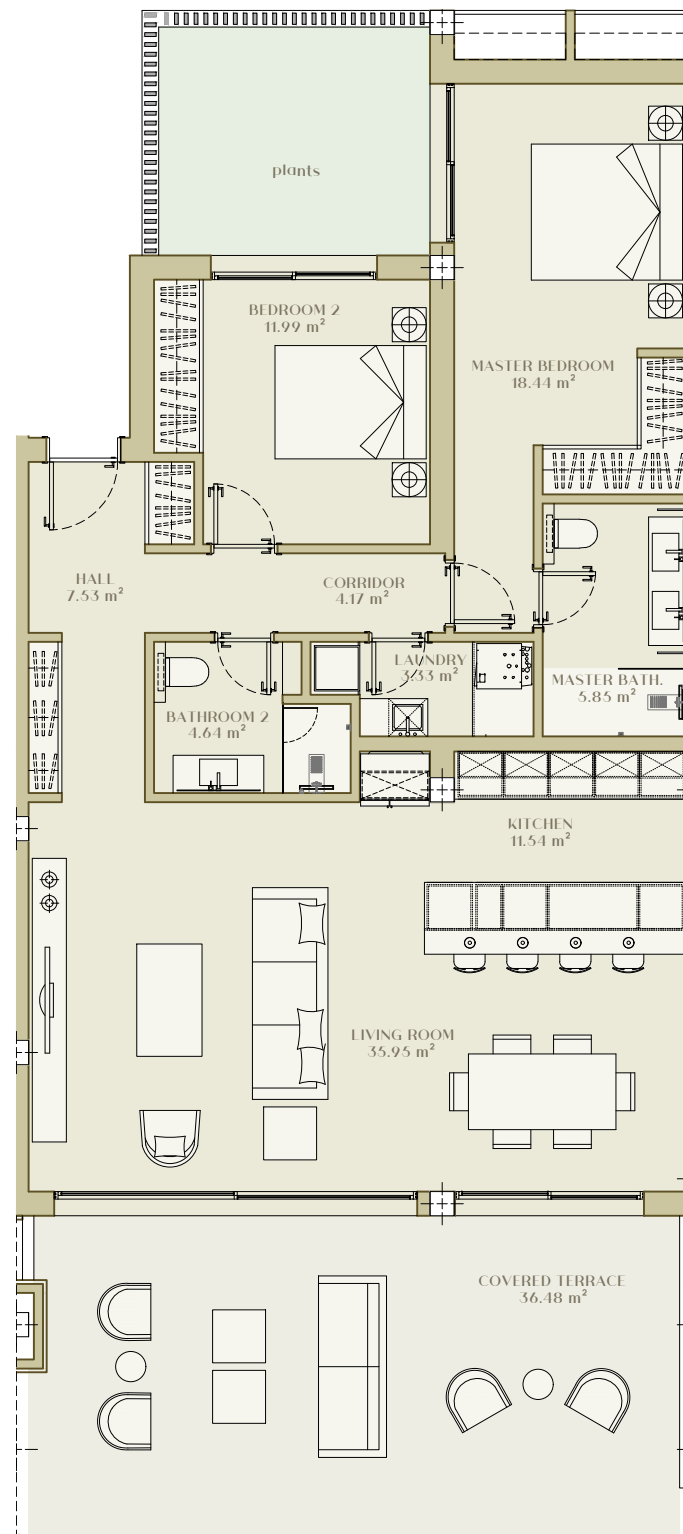 plants
BEDROOM 2
11.99 m²
MASTER BEDROOM
18.44 m²
HALL
7.53 m²
CORRIDOR
4.17 m²
LAUNDRY
3.33 m²
MASTER BATH.
5.85 m²
BATHROOM 2
4.64 m²
KITCHEN
11.54 m²
LIVING ROOM
35.95 m²
COVERED TERRACE
36.48 m²